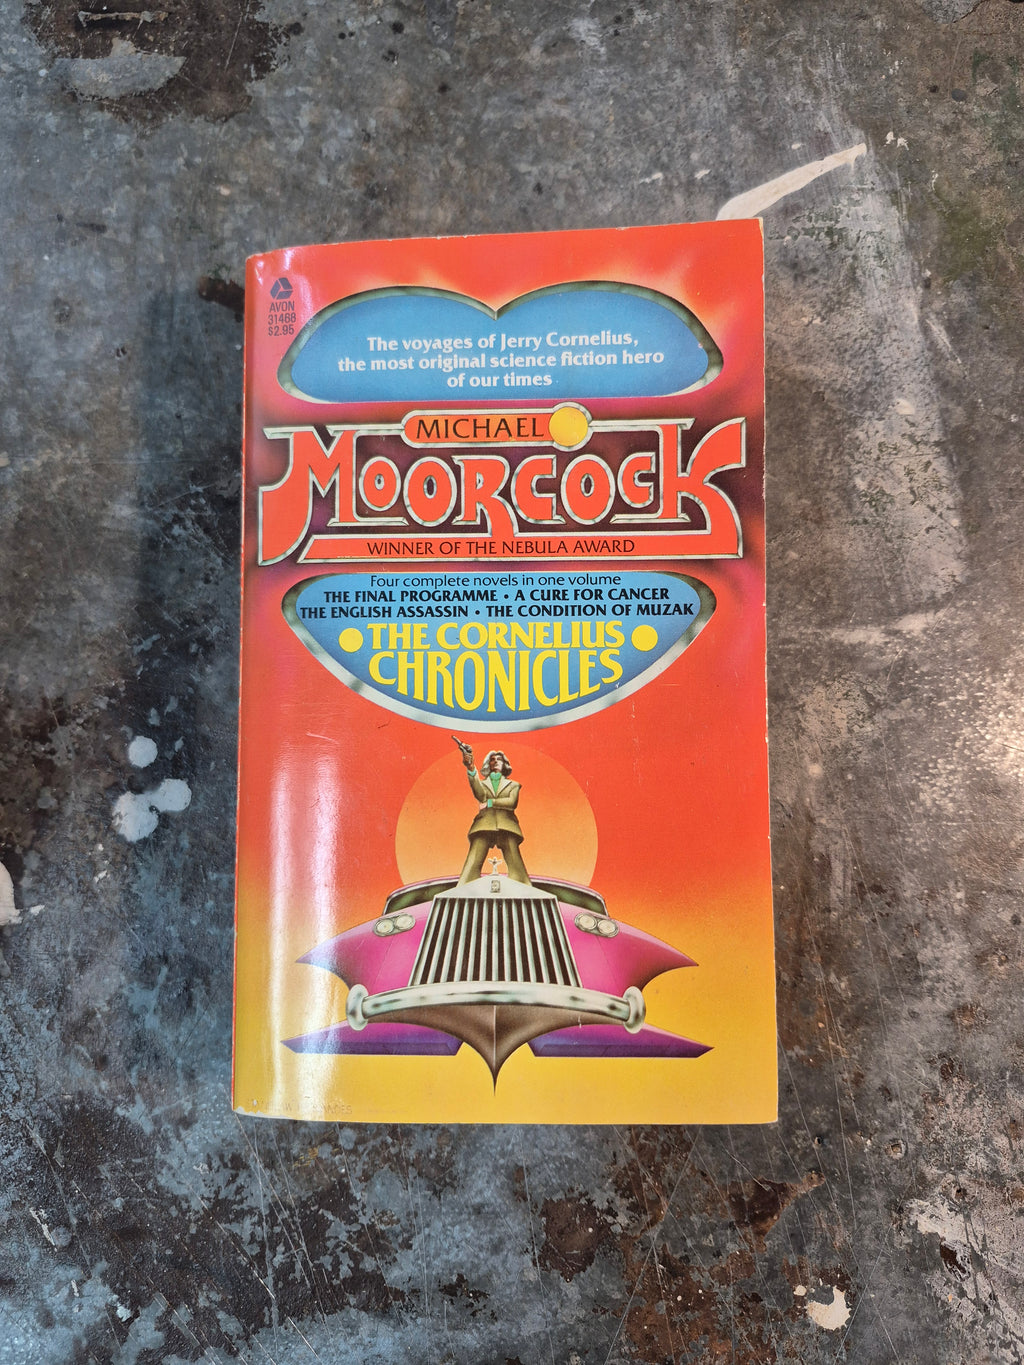 AVON
31468
$2.95
The voyages of Jerry Cornelius,
the most original science fiction hero
of our times
MICHAEL
MOORCOCK
WINNER OF THE NEBULA AWARD
Four complete novels in one volume
THE FINAL PROGRAMME • A CURE FOR CANCER
THE ENGLISH ASSASSIN • THE CONDITION OF MUZAK
THE CORNELIUS
CHRONICLES